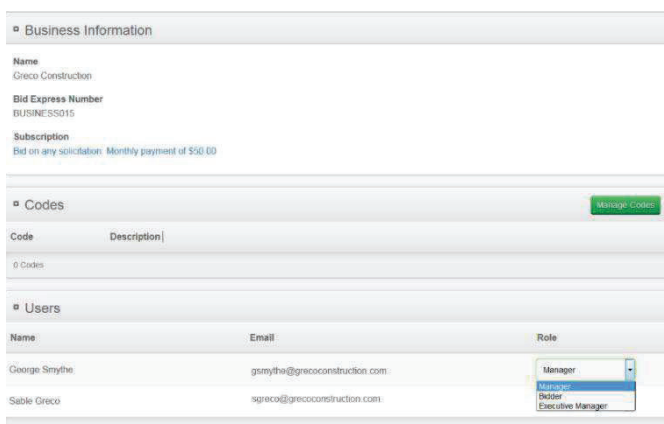 Business Information
Name
Greco Construction
Bid Express Number
BUSINESS015
Subscription
Bid on any solicitation Monthly payment of $50.00
Codes
Manage Codes
Code Description
0 Codes
Users
Name Email Role
George Smythe gsmythe@grecoconstruction.com Manager
Manager
Bidder
Sable Greco sgreco@grecoconstruction.com
Executive Manager